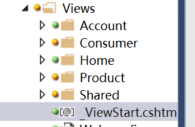 Views
Account
Consumer
Home
Product
Shared
[@] _ViewStart.cshtm